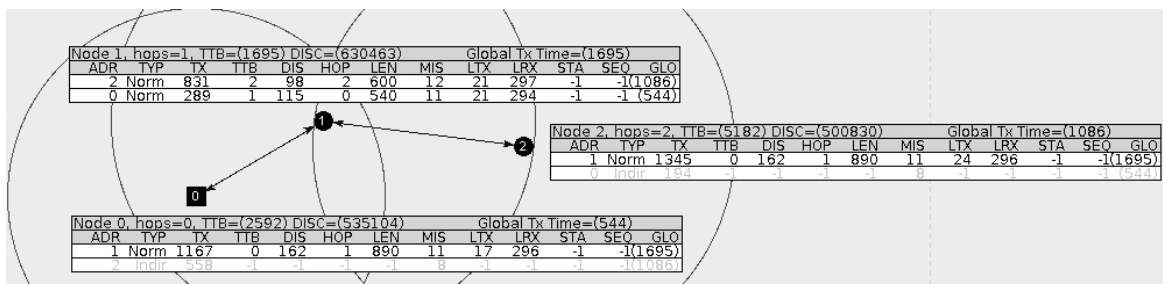 Node 1, hops=1, TTB=(1695) DISC=(630463) Global Tx Time=(1695)
ADR TYP TX TTB DIS HOP LEN MIS LTX LRX STA SEQ GLO
2 Norm 831 2 98 2 600 12 21 297 -1 -1(1086)
0 Norm 289 1 115 0 540 11 21 294 -1 -1 (544)
1
2
Node 2, hops=2, TTB=(5182) DISC=(500830) Global Tx Time=(1086)
ADR TYP TX TTB DIS HOP LEN MIS LTX LRX STA SEQ GLO
1 Norm 1345 0 162 1 890 11 24 296 -1 -1(1695)
0 Indir 194 -1 -1 -1 -1 8 -1 -1 -1 -1 (544)
0
Node 0, hops=0, TTB=(2592) DISC=(535104) Global Tx Time=(544)
ADR TYP TX TTB DIS HOP LEN MIS LTX LRX STA SEQ GLO
1 Norm 1167 0 162 1 890 11 17 296 -1 -1(1695)
2 Indir 558 -1 -1 -1 -1 8 -1 -1 -1 -1(1086)